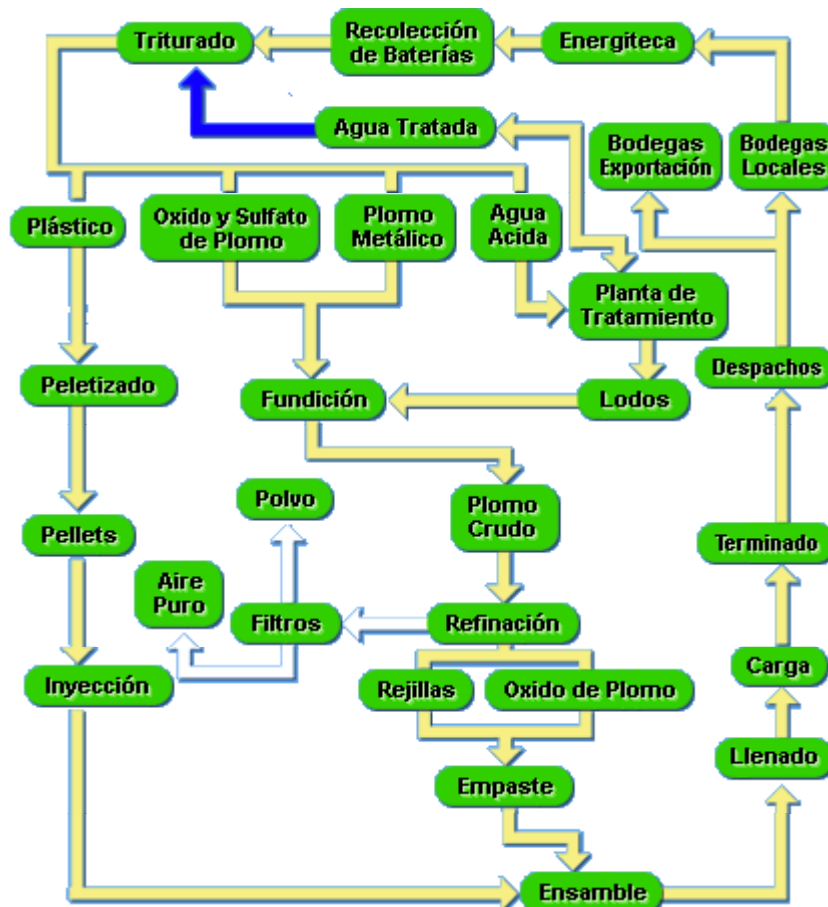 Triturado
Recolección
de Baterías
Energiteca
Agua Tratada
Bodegas
Exportación
Bodegas
Locales
Plástico
Oxido y Sulfato
de Plomo
Plomo
Metálico
Agua
Acida
Planta de
Tratamiento
Peletizado
Fundición
Lodos
Despachos
Polvo
Plomo
Crudo
Pellets
Terminado
Aire
Puro
Filtros
Refinación
Inyección
Rejillas
Oxido de Plomo
Carga
Llenado
Empaste
Ensamble